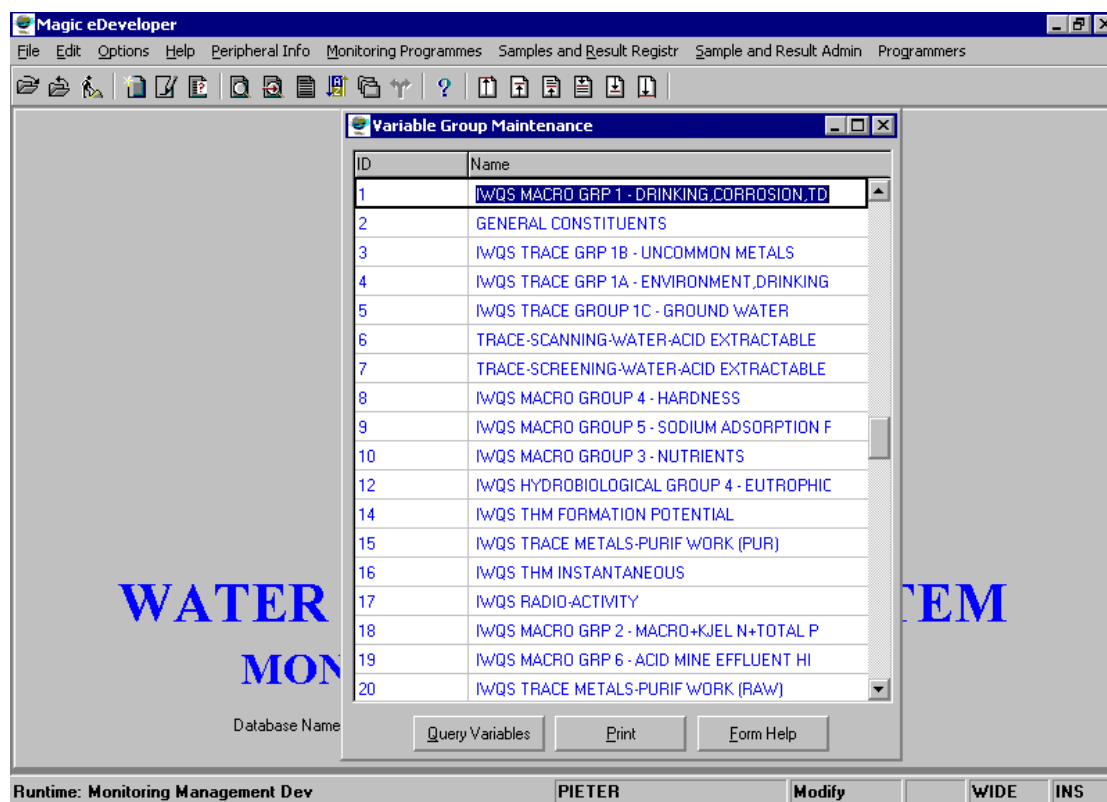 Magic eDeveloper
File Edit Options Help Peripheral Info Monitoring Programmes Samples and Result Registr Sample and Result Admin Programmers
Variable Group Maintenance
ID Name
1 IWQS MACRO GRP 1 - DRINKING,CORROSION,TD
2 GENERAL CONSTITUENTS
3 IWQS TRACE GRP 1B - UNCOMMON METALS
4 IWQS TRACE GRP 1A - ENVIRONMENT,DRINKING
5 IWQS TRACE GROUP 1C - GROUND WATER
6 TRACE-SCANNING-WATER-ACID EXTRACTABLE
7 TRACE-SCREENING-WATER-ACID EXTRACTABLE
8 IWQS MACRO GROUP 4 - HARDNESS
9 IWQS MACRO GROUP 5 - SODIUM ADSORPTION
10 IWQS MACRO GROUP 3 - NUTRIENTS
12 IWQS HYDROBIOLOGICAL GROUP 4 - EUTROPHIC
14 IWQS THM FORMATION POTENTIAL
15 IWQS TRACE METALS-PURIF WORK (PUR)
16 IWQS THM INSTANTANEOUS
17 IWQS RADIO-ACTIVITY
18 IWQS MACRO GRP 2 - MACRO+KJEL N+TOTAL P
19 IWQS MACRO GRP 6 - ACID MINE EFFLUENT HI
20 IWQS TRACE METALS-PURIF WORK (RAW)
WATER TEM
MON
Database Name
Query Variables Print Form Help
Runtime: Monitoring Management Dev PIETER Modify WIDE INS